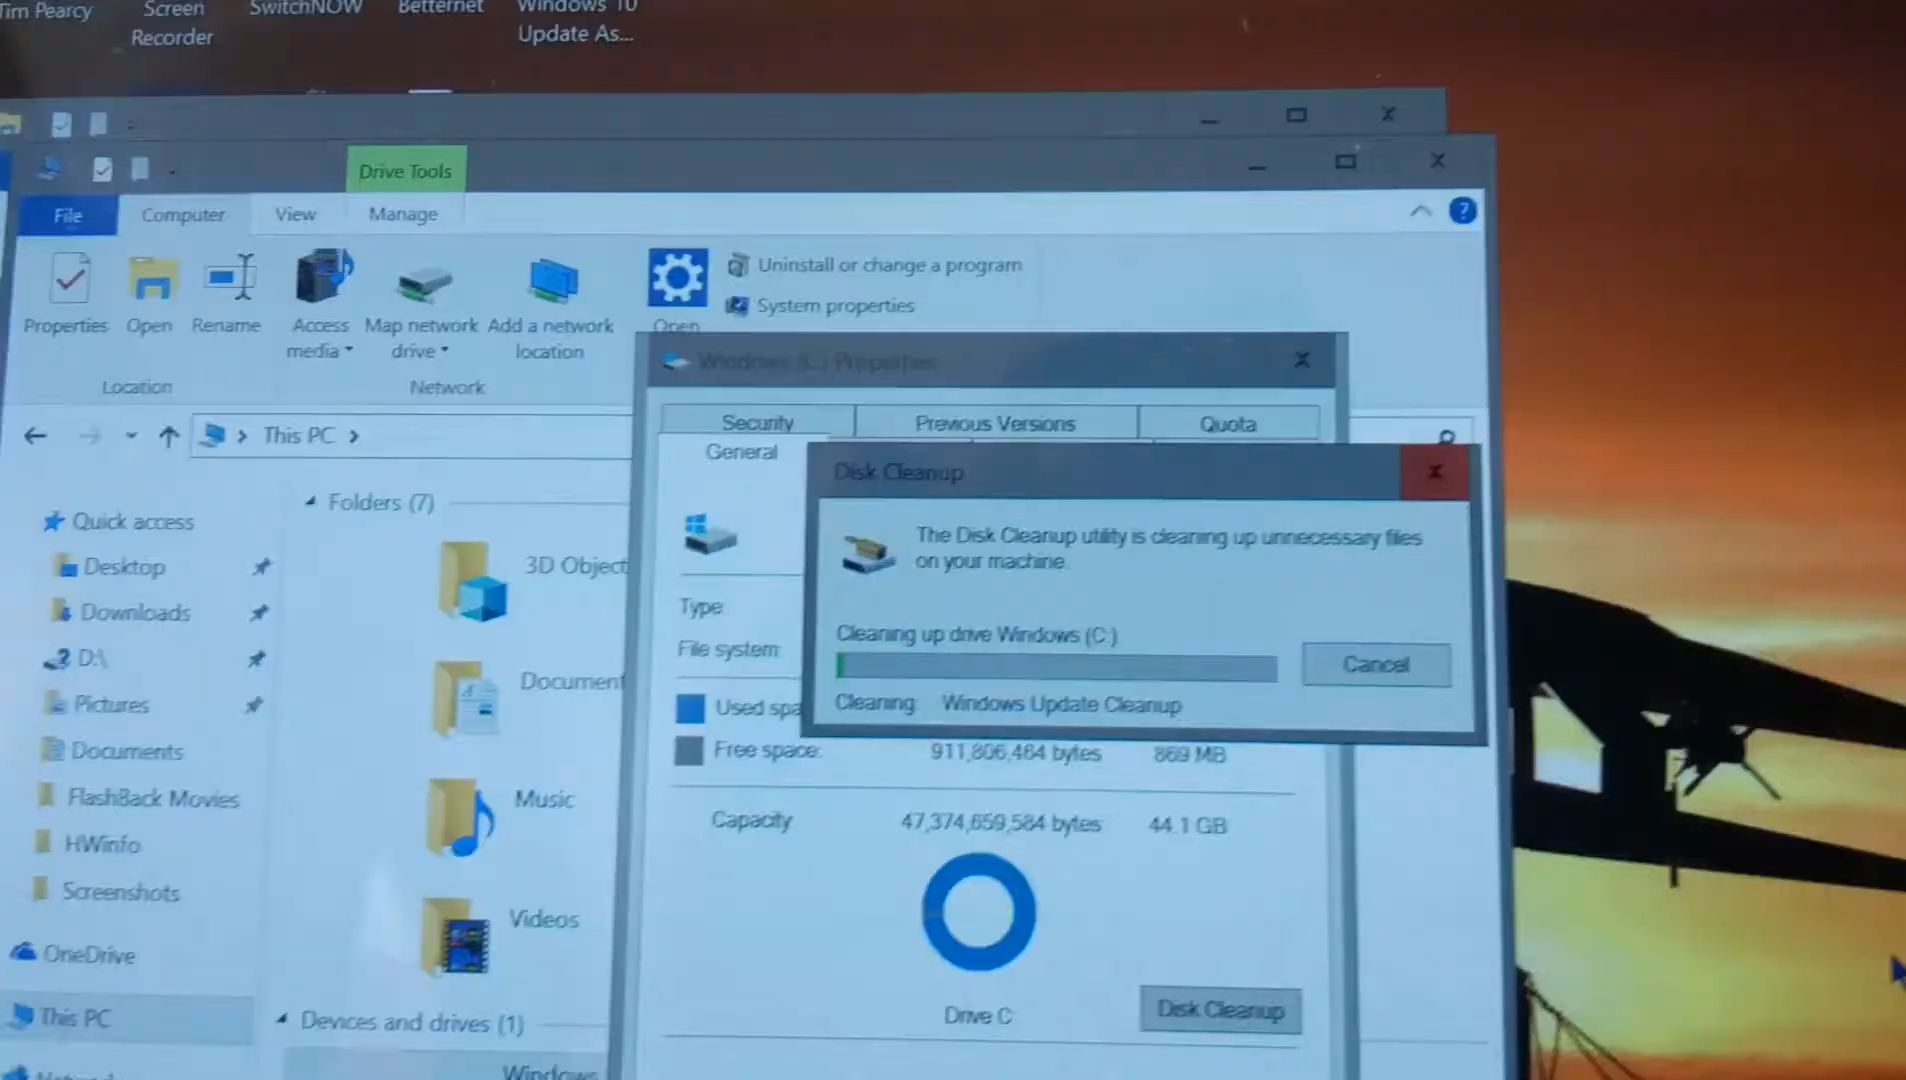 Tim Pearcy
Screen
Recorder
SwitchNOW
Betternet
Windows 10
Update As...
Drive Tools
File
Computer
View
Manage
?
Properties
Open
Rename
Access
media
Map network
drive
Add a network
location
Open
Uninstall or change a program
System properties
Location
Network
This PC
Windows (C:) Properties
Security
Previous Versions
Quota
General
Disk Cleanup
The Disk Cleanup utility is cleaning up unnecessary files
on your machine.
Cleaning up drive Windows (C:)
Cancel
Cleaning: Windows Update Cleanup
Type
File system
Used spa
Free space: 911,806,464 bytes 869 MB
Capacity 47,374,659,584 bytes 44.1 GB
Drive C
Disk Cleanup
Quick access
Desktop
Downloads
D:\
Pictures
Documents
FlashBack Movies
HWinfo
Screenshots
OneDrive
This PC
Folders (7)
3D Object
Document
Music
Videos
Devices and drives (1)
Windows